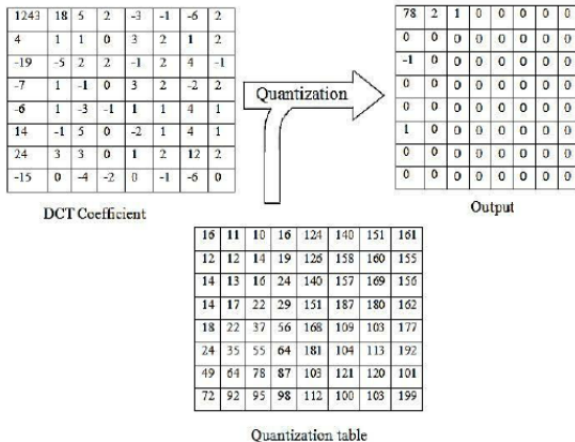 1243 18 5 2 -3 -1 -6 2
4 1 1 0 3 2 1 2
-19 -5 2 2 -1 2 4 -1
-7 1 -1 0 3 2 -2 2
-6 1 -3 -1 1 1 4 1
14 -1 5 0 -2 1 4 1
24 3 3 0 1 2 12 2
-15 0 -4 -2 0 -1 -6 0
DCT Coefficient
Quantization
78 2 1 0 0 0 0 0
0 0 0 0 0 0 0 0
-1 0 0 0 0 0 0 0
0 0 0 0 0 0 0 0
0 0 0 0 0 0 0 0
1 0 0 0 0 0 0 0
0 0 0 0 0 0 0 0
0 0 0 0 0 0 0 0
Output
16 11 10 16 124 140 151 161
12 12 14 19 126 158 160 155
14 13 16 24 140 157 169 156
14 17 22 29 151 187 180 162
18 22 37 56 168 109 103 177
24 35 55 64 181 104 113 192
49 64 78 87 103 121 120 101
72 92 95 98 112 100 103 199
Quantization table